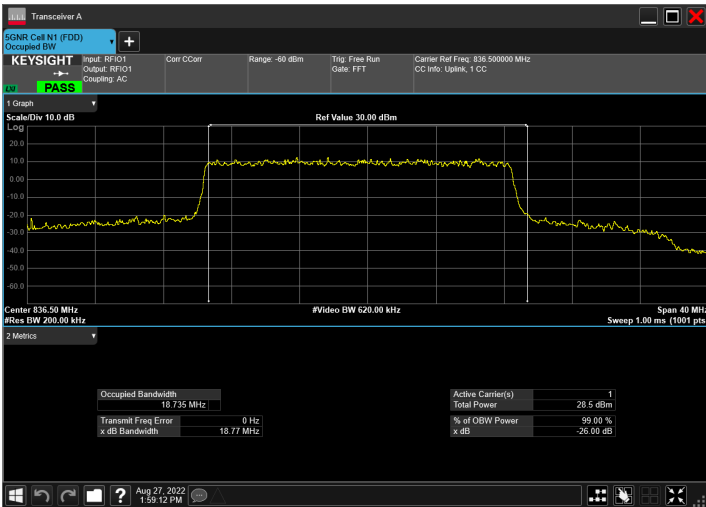 Transceiver A
5GNR Cell N1 (FDD)
Occupied BW
+
KEYSIGHT
Input: RFIO1
Output: RFIO1
Coupling: AC
Corr CCorr
Range: -60 dBm
Trig: Free Run
Gate: FFT
Carrier Ref Freq: 836.500000 MHz
CC Info: Uplink, 1 CC
PASS
1 Graph
Scale/Div 10.0 dB
Ref Value 30.00 dBm
Log
20.0
10.0
0.00
-10.0
-20.0
-30.0
-40.0
-50.0
-60.0
Center 836.50 MHz
#Video BW 620.00 kHz
Span 40 MHz
#Res BW 200.00 kHz
Sweep 1.00 ms (1001 pts
2 Metrics
Occupied Bandwidth
18.735 MHz
Transmit Freq Error 0 Hz
x dB Bandwidth 18.77 MHz
Active Carrier(s) 1
Total Power 28.5 dBm
% of OBW Power 99.00 %
x dB -26.00 dB
?
Aug 27, 2022
1:59:12 PM